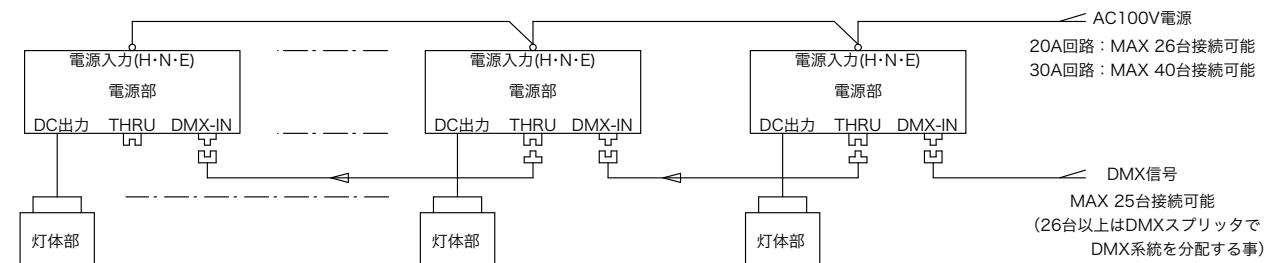 AC100V電源
20A回路：MAX 26台接続可能
30A回路：MAX 40台接続可能
電源入力(H･N･E)
電源部
DC出力 THRU DMX-IN
灯体部
電源入力(H･N･E)
電源部
DC出力 THRU DMX-IN
灯体部
電源入力(H･N･E)
電源部
DC出力 THRU DMX-IN
灯体部
DMX信号
MAX 25台接続可能
（26台以上はDMXスプリッタで
DMX系統を分配する事）